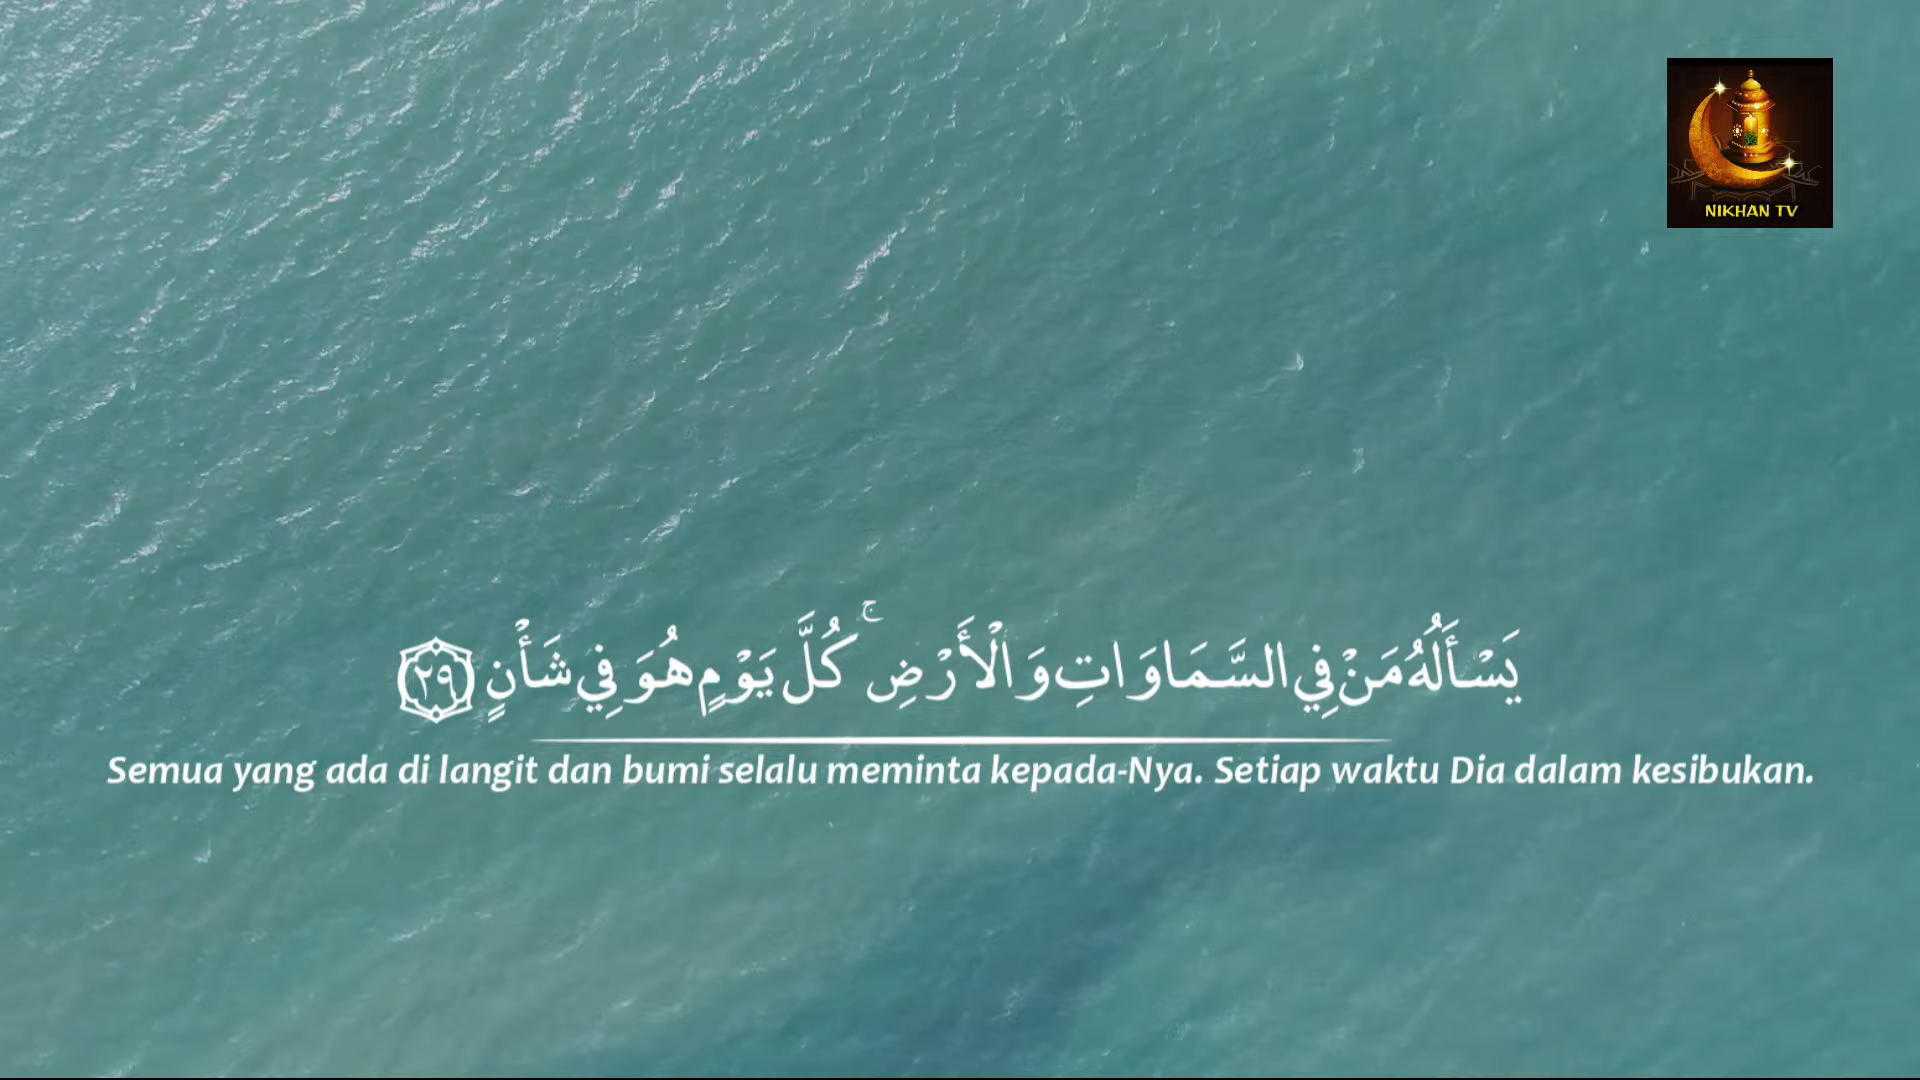 NIKHAN TV
يَسْأَلُهُ مَنْ فِي السَّمَاوَاتِ وَالْأَرْضِ ۚ كُلَّ يَوْمٍ هُوَ فِي شَأْنٍ ﴿٢٩﴾
Semua yang ada di langit dan bumi selalu meminta kepada-Nya. Setiap waktu Dia dalam kesibukan.